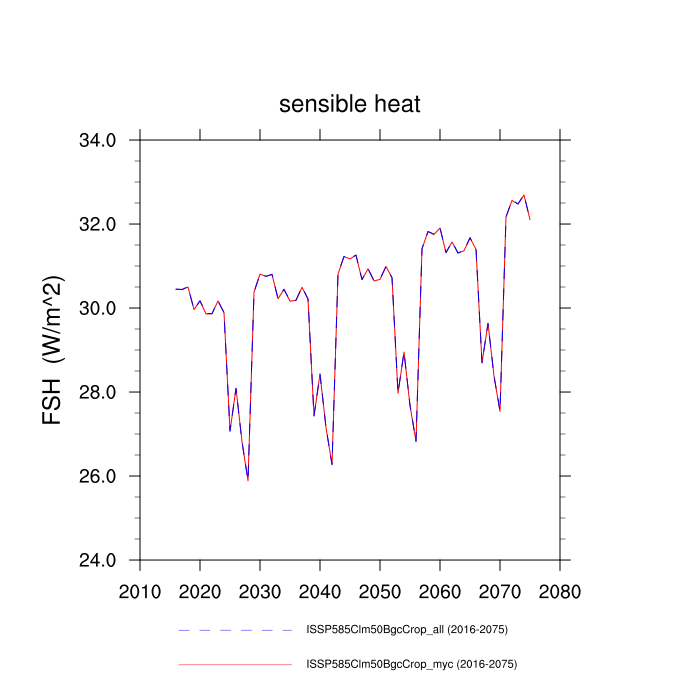 sensible heat
34.0
32.0
30.0
28.0
26.0
24.0
FSH (W/m^2)
2010 2020 2030 2040 2050 2060 2070 2080
ISSP585Clm50BgcCrop_all (2016-2075)
ISSP585Clm50BgcCrop_myc (2016-2075)